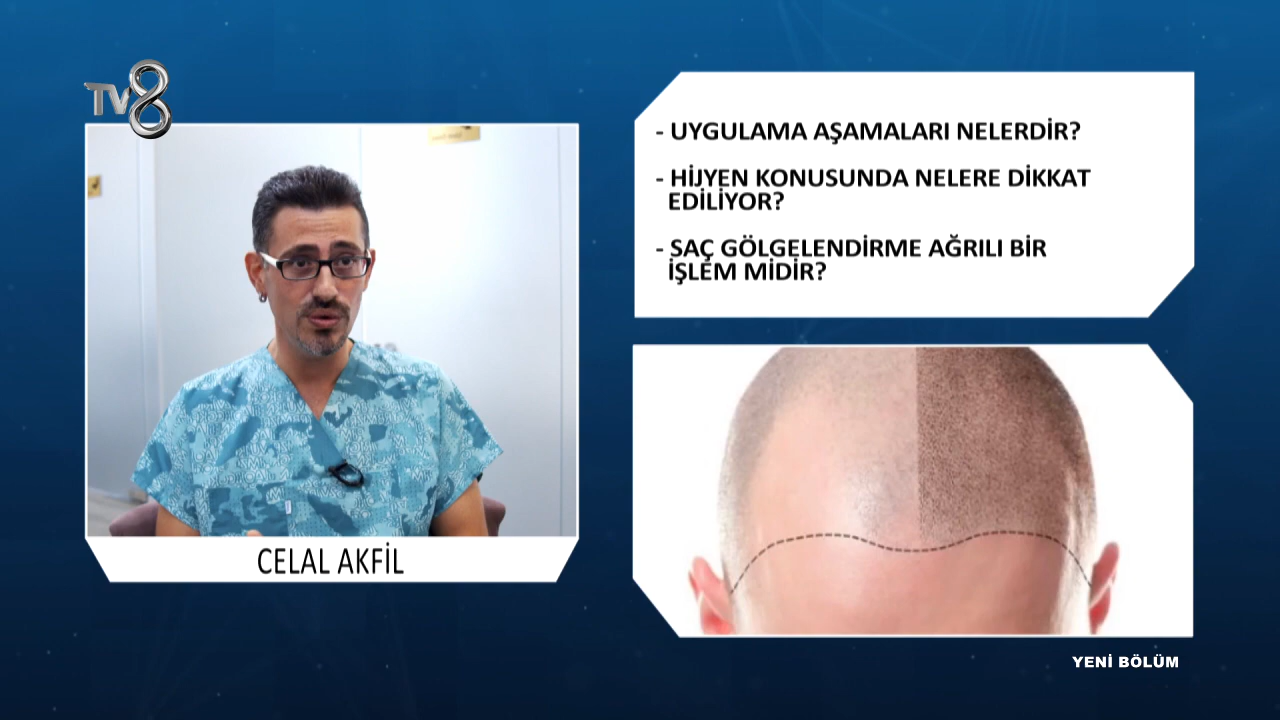 TV8
- UYGULAMA AŞAMALARI NELERDİR?
- HİJYEN KONUSUNDA NELERE DİKKAT
EDİLİYOR?
- SAÇ GÖLGELENDİRME AĞRILI BİR
İŞLEM MİDİR?
CELAL AKFİL
YENİ BÖLÜM